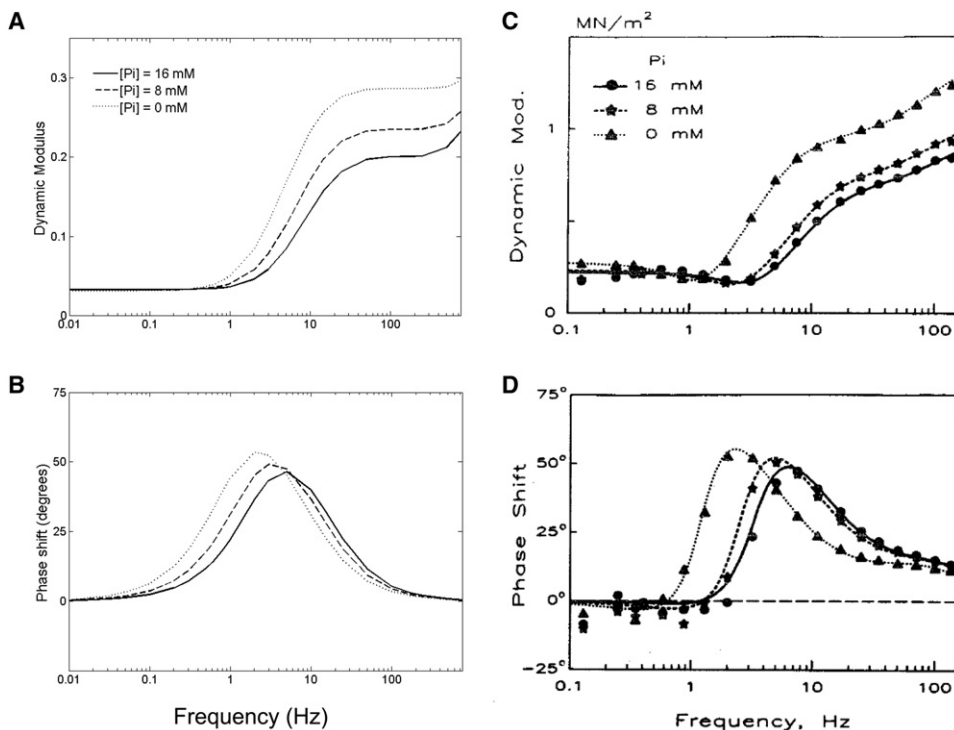 A
0.3
0.2
0.1
0
Dynamic Modulus
[Pi] = 16 mM
[Pi] = 8 mM
[Pi] = 0 mM
0.01
0.1
1
10
100
B
75
50
25
0
Phase shift (degrees)
0.01
0.1
1
10
100
Frequency (Hz)
C
MN/m²
Pi
16 mM
8 mM
0 mM
1
0
Dynamic Mod.
0.1
1
10
100
D
75°
50°
25°
0°
-25°
Phase Shift
0.1
1
10
100
Frequency, Hz